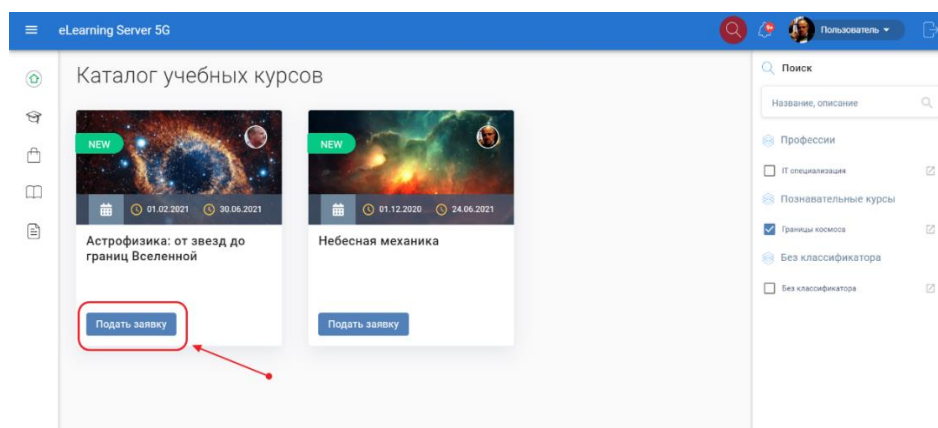 eLearning Server 5G
Пользователь
Каталог учебных курсов
Поиск
Название, описание
NEW
01.02.2021 30.06.2021
Астрофизика: от звезд до
границ Вселенной
Подать заявку
NEW
01.12.2020 24.06.2021
Небесная механика
Подать заявку
Профессии
IT специализация
Познавательные курсы
Границы космоса
Без классификатора
Без классификатора